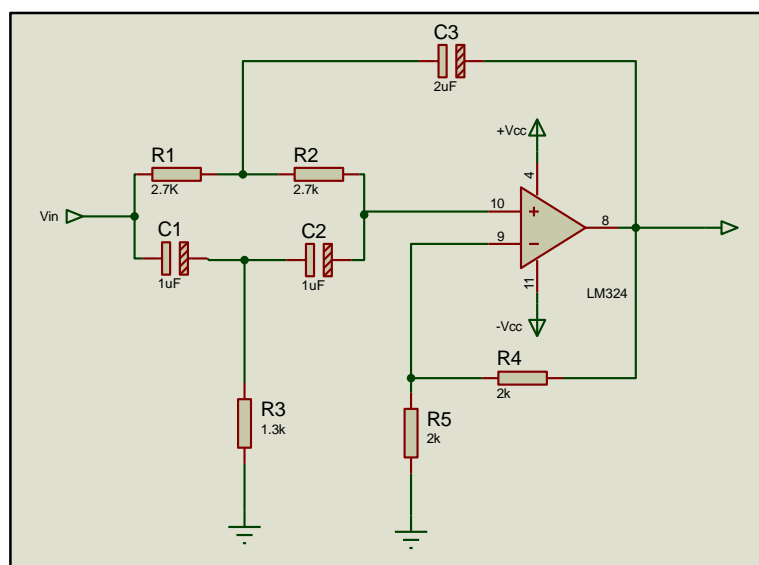 C3
2uF
+Vcc
R1
2.7K
R2
2.7k
4
10
8
9
11
Vin
C1
1uF
C2
1uF
LM324
-Vcc
R4
2k
R3
1.3k
R5
2k